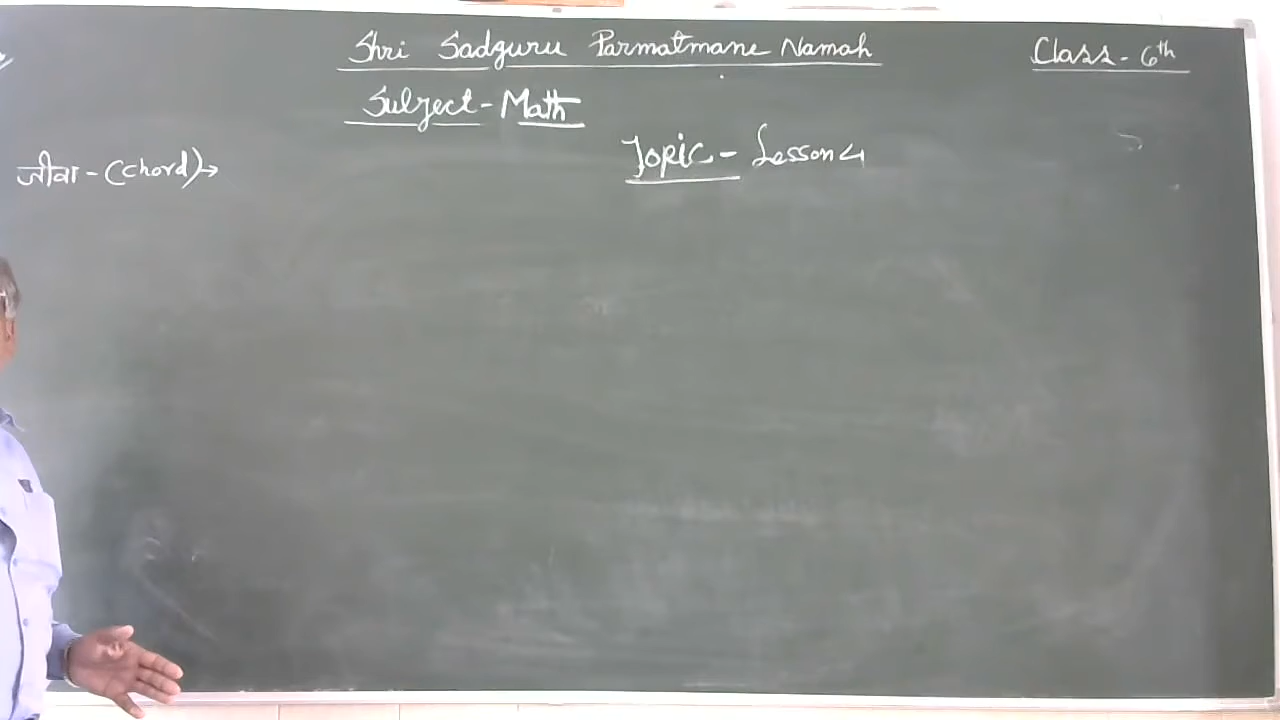 Shri Sadguru Parmatmane Namah
Class - 6th
Subject - Math
Topic - Lesson 4
जीवा - (chord) →